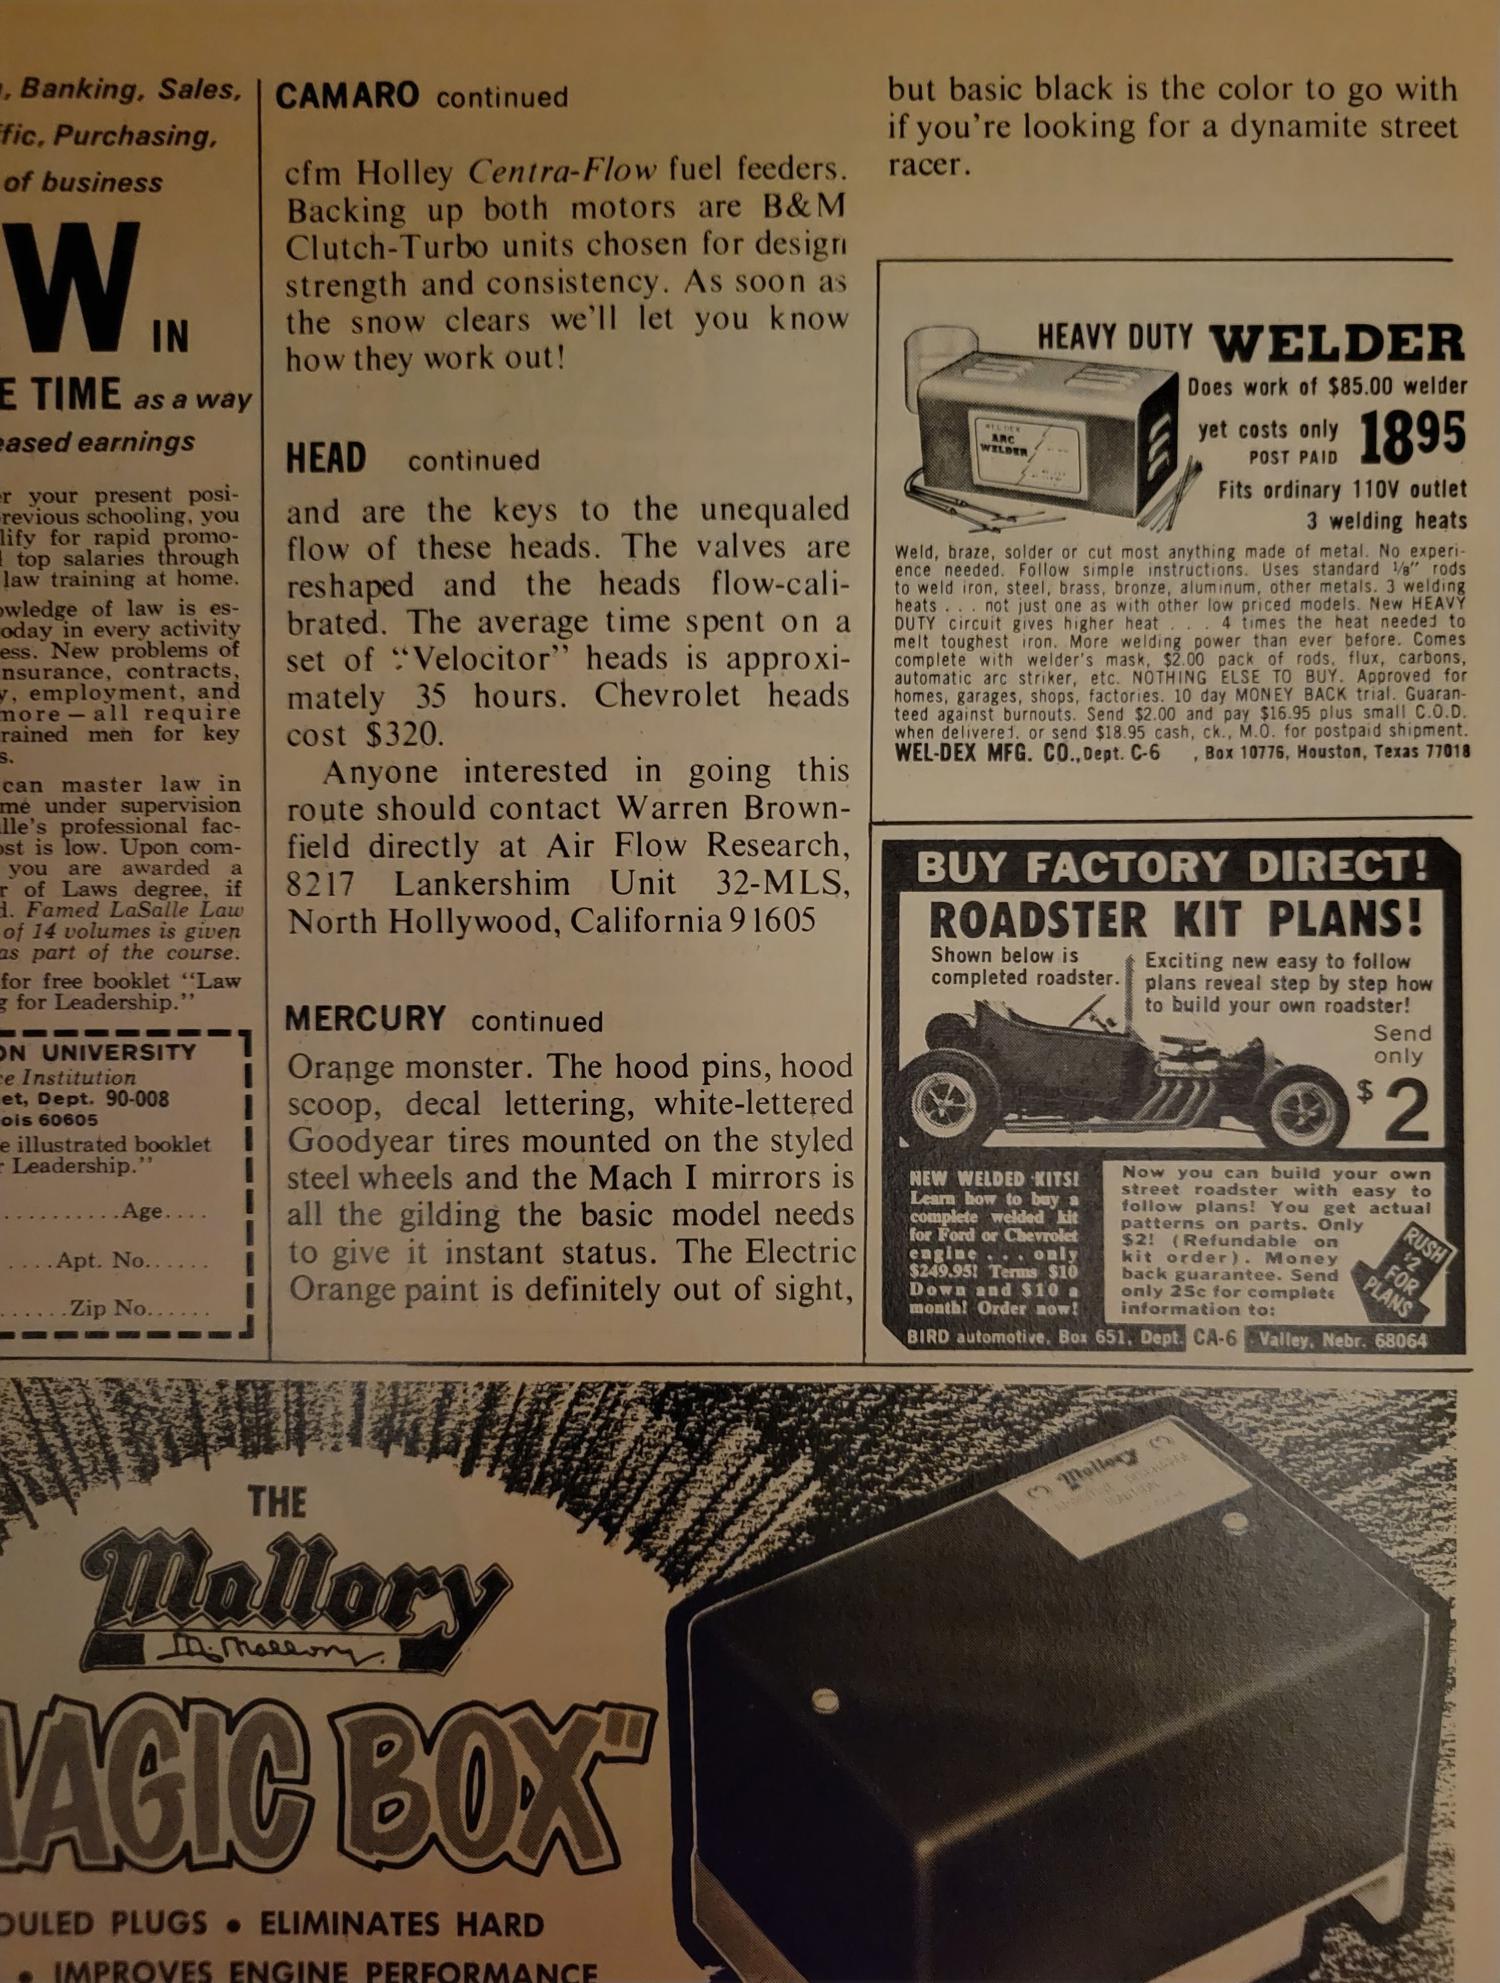 , Banking, Sales,
fic, Purchasing,
of business
W IN
E TIME as a way
eased earnings
r your present posi-
revious schooling, you
lify for rapid promo-
l top salaries through
law training at home.
owledge of law is es-
oday in every activity
ess. New problems of
nsurance, contracts,
y, employment, and
more — all require
rained men for key
s.
can master law in
me under supervision
lle's professional fac-
ost is low. Upon com-
you are awarded a
r of Laws degree, if
d. Famed LaSalle Law
of 14 volumes is given
as part of the course.
for free booklet “Law
g for Leadership.”
ON UNIVERSITY
ce Institution
et, Dept. 90-008
ois 60605
e illustrated booklet
r Leadership.”
..........Age....
....Apt. No......
......Zip No......
CAMARO continued
cfm Holley Centra-Flow fuel feeders.
Backing up both motors are B&M
Clutch-Turbo units chosen for design
strength and consistency. As soon as
the snow clears we'll let you know
how they work out!
HEAD continued
and are the keys to the unequaled
flow of these heads. The valves are
reshaped and the heads flow-cali-
brated. The average time spent on a
set of “Velocitor” heads is approxi-
mately 35 hours. Chevrolet heads
cost $320.
Anyone interested in going this
route should contact Warren Brown-
field directly at Air Flow Research,
8217 Lankershim Unit 32-MLS,
North Hollywood, California 91605
MERCURY continued
Orange monster. The hood pins, hood
scoop, decal lettering, white-lettered
Goodyear tires mounted on the styled
steel wheels and the Mach I mirrors is
all the gilding the basic model needs
to give it instant status. The Electric
Orange paint is definitely out of sight,
but basic black is the color to go with
if you're looking for a dynamite street
racer.
HEAVY DUTY WELDER
Does work of $85.00 welder
yet costs only 1895
POST PAID
Fits ordinary 110V outlet
3 welding heats
WEL-DEX
ARC
WELDER
Weld, braze, solder or cut most anything made of metal. No experi-
ence needed. Follow simple instructions. Uses standard 1/8" rods
to weld iron, steel, brass, bronze, aluminum, other metals. 3 welding
heats . . . not just one as with other low priced models. New HEAVY
DUTY circuit gives higher heat . . . 4 times the heat needed to
melt toughest iron. More welding power than ever before. Comes
complete with welder's mask, $2.00 pack of rods, flux, carbons,
automatic arc striker, etc. NOTHING ELSE TO BUY. Approved for
homes, garages, shops, factories. 10 day MONEY BACK trial. Guaran-
teed against burnouts. Send $2.00 and pay $16.95 plus small C.O.D.
when delivered. or send $18.95 cash, ck., M.O. for postpaid shipment.
WEL-DEX MFG. CO., Dept. C-6 , Box 10776, Houston, Texas 77018
BUY FACTORY DIRECT!
ROADSTER KIT PLANS!
Shown below is
completed roadster.
Exciting new easy to follow
plans reveal step by step how
to build your own roadster!
Send
only
$2
NEW WELDED KITS!
Learn how to buy a
complete welded kit
for Ford or Chevrolet
engine . . . only
$249.95! Terms $10
Down and $10 a
month! Order now!
Now you can build your own
street roadster with easy to
follow plans! You get actual
patterns on parts. Only
$2! (Refundable on
kit order). Money
back guarantee. Send
only 25c for complete
information to:
RUSH
$2
FOR
PLANS
BIRD automotive, Box 651, Dept. CA-6 Valley, Nebr. 68064
THE
Mallory
M. Mallory.
MAGIC BOX"
OULED PLUGS • ELIMINATES HARD
• IMPROVES ENGINE PERFORMANCE
Mallory